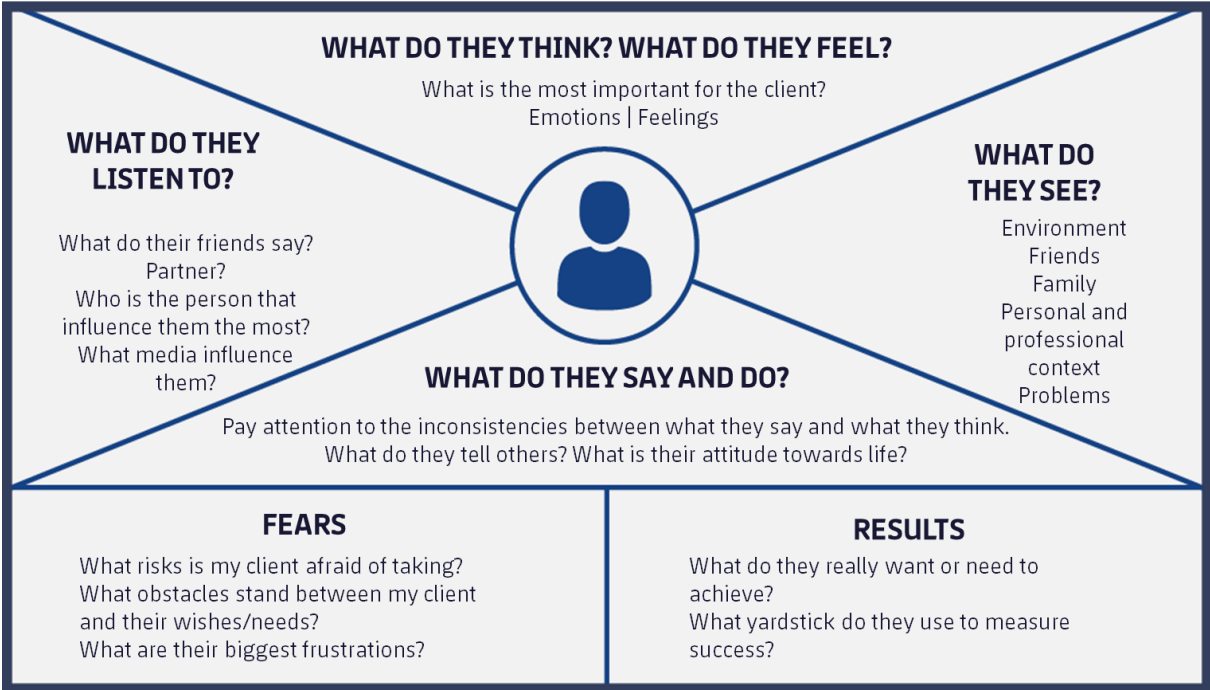 WHAT DO THEY THINK? WHAT DO THEY FEEL?
What is the most important for the client?
Emotions | Feelings
WHAT DO THEY
LISTEN TO?
What do their friends say?
Partner?
Who is the person that
influence them the most?
What media influence
them?
WHAT DO
THEY SEE?
Environment
Friends
Family
Personal and
professional
context
Problems
WHAT DO THEY SAY AND DO?
Pay attention to the inconsistencies between what they say and what they think.
What do they tell others? What is their attitude towards life?
FEARS
What risks is my client afraid of taking?
What obstacles stand between my client
and their wishes/needs?
What are their biggest frustrations?
RESULTS
What do they really want or need to
achieve?
What yardstick do they use to measure
success?